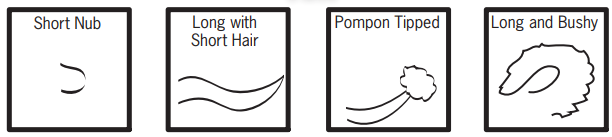 Short Nub
Long with
Short Hair
Pompon Tipped
Long and Bushy